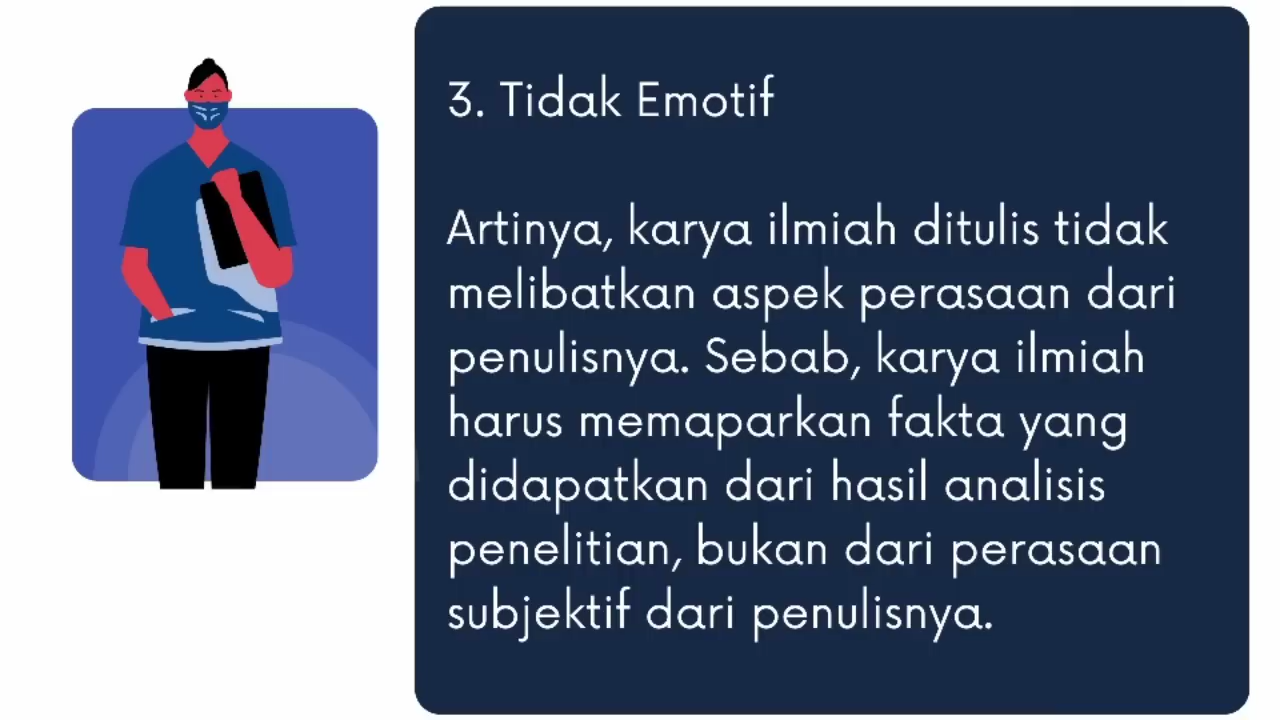 3. Tidak Emotif
Artinya, karya ilmiah ditulis tidak
melibatkan aspek perasaan dari
penulisnya. Sebab, karya ilmiah
harus memaparkan fakta yang
didapatkan dari hasil analisis
penelitian, bukan dari perasaan
subjektif dari penulisnya.